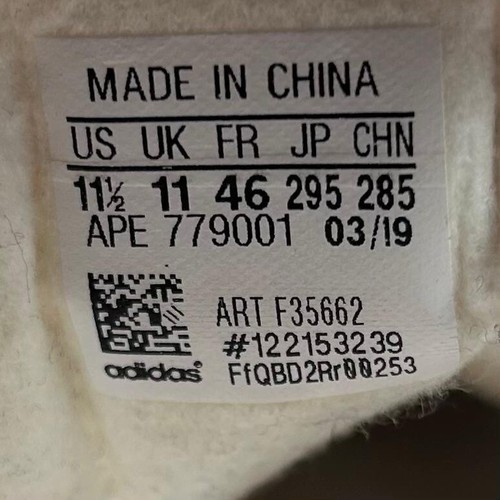 MADE IN CHINA
US UK FR JP CHN
11½ 11 46 295 285
APE 779001 03/19
ART F35662
#122153239
adidas® FfQBD2Rr00253